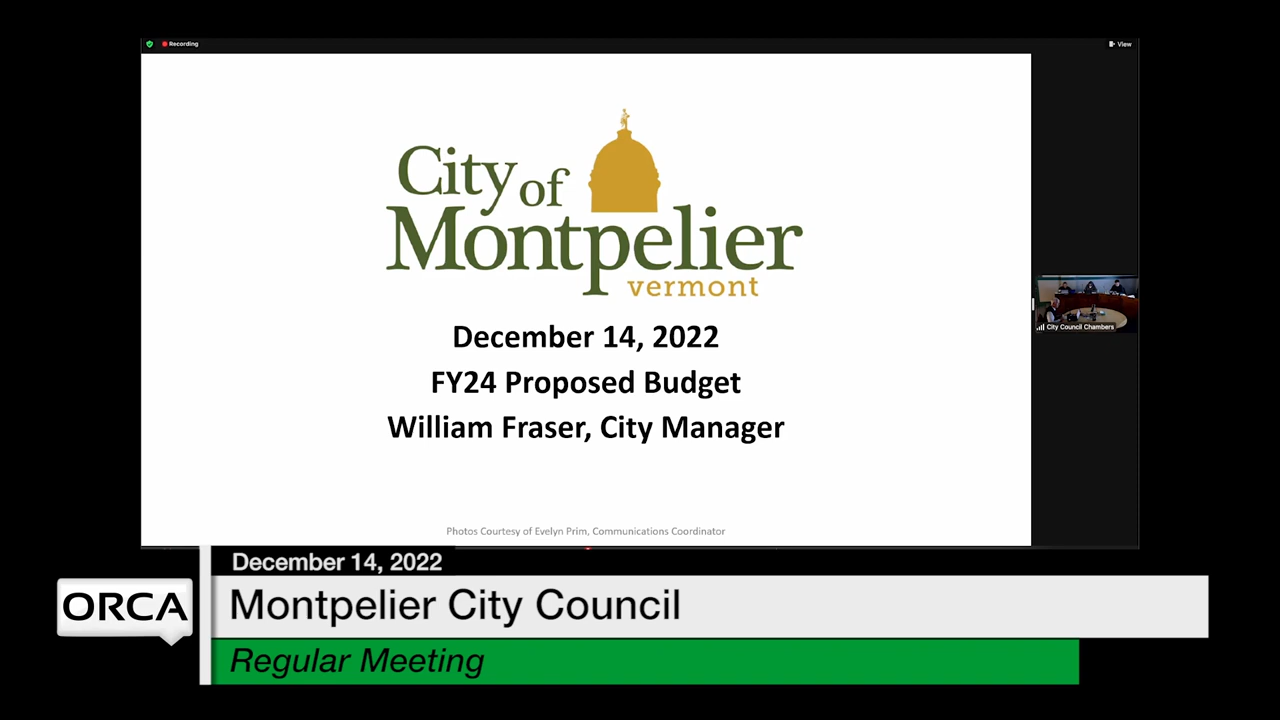 Recording
View
City of
Montpelier
vermont
December 14, 2022
FY24 Proposed Budget
William Fraser, City Manager
City Council Chambers
Photos Courtesy of Evelyn Prim, Communications Coordinator
December 14, 2022
ORCA
Montpelier City Council
Regular Meeting